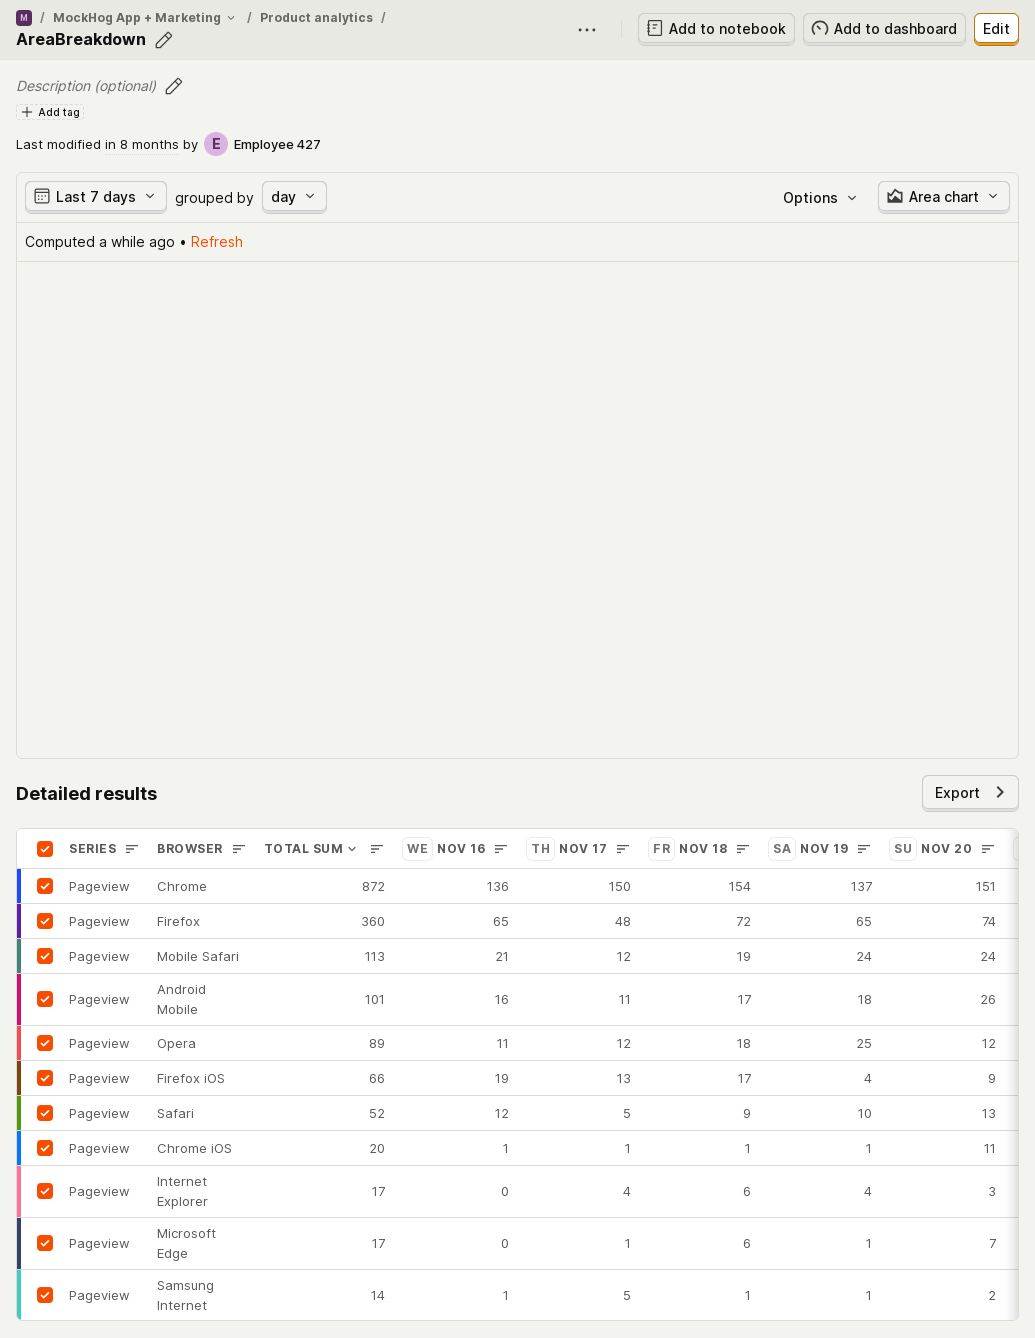 M / MockHog App + Marketing / Product analytics /
AreaBreakdown
Add to notebook
Add to dashboard
Edit
Description (optional)
Add tag
Last modified in 8 months by E Employee 427
Last 7 days grouped by day Options Area chart
Computed a while ago • Refresh
Detailed results
Export
SERIES BROWSER TOTAL SUM WE NOV 16 TH NOV 17 FR NOV 18 SA NOV 19 SU NOV 20
Pageview Chrome 872 136 150 154 137 151
Pageview Firefox 360 65 48 72 65 74
Pageview Mobile Safari 113 21 12 19 24 24
Pageview Android Mobile 101 16 11 17 18 26
Pageview Opera 89 11 12 18 25 12
Pageview Firefox iOS 66 19 13 17 4 9
Pageview Safari 52 12 5 9 10 13
Pageview Chrome iOS 20 1 1 1 1 11
Pageview Internet Explorer 17 0 4 6 4 3
Pageview Microsoft Edge 17 0 1 6 1 7
Pageview Samsung Internet 14 1 5 1 1 2